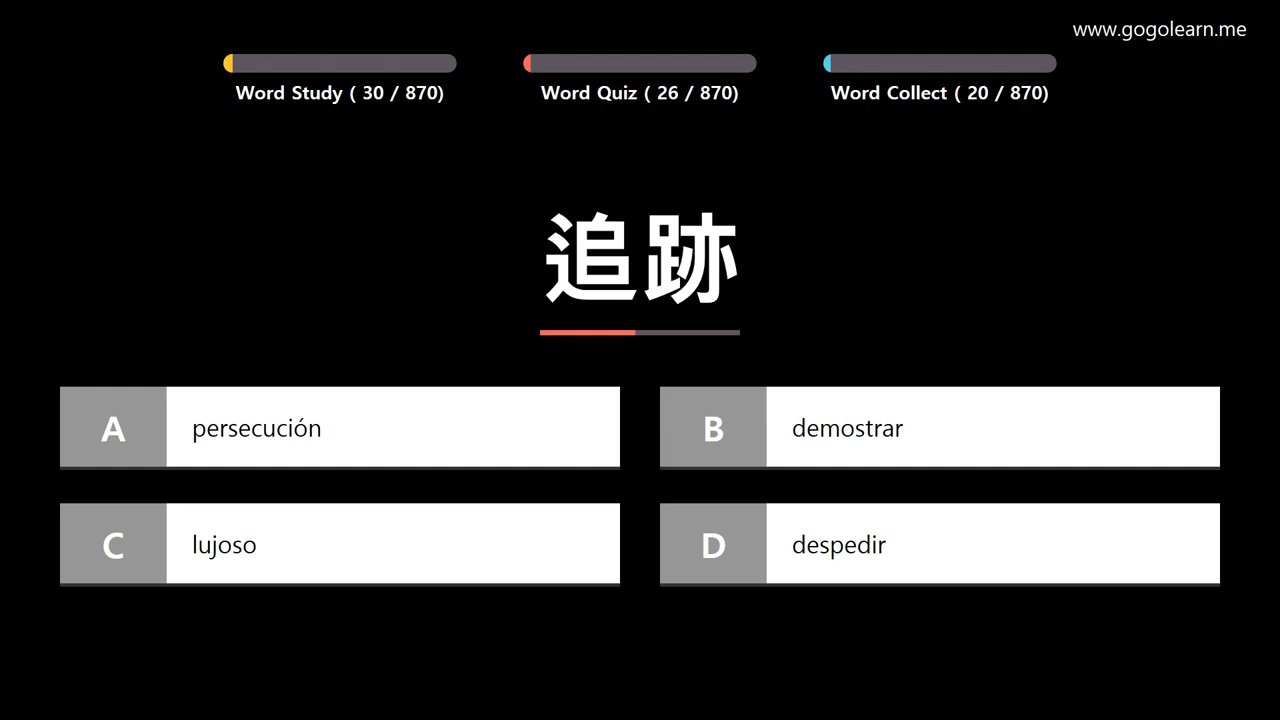 www.gogolearn.me
Word Study ( 30 / 870)
Word Quiz ( 26 / 870)
Word Collect ( 20 / 870)
追跡
A persecución
B demostrar
C lujoso
D despedir